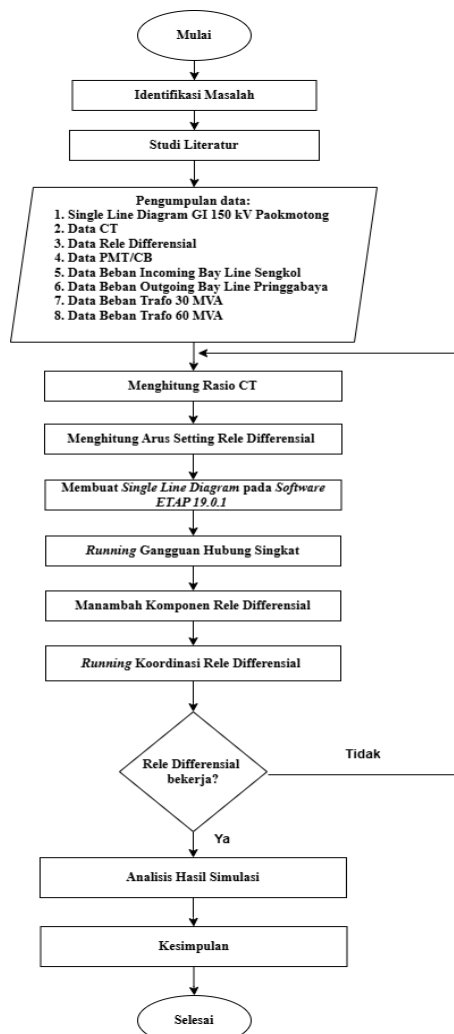 Mulai
Identifikasi Masalah
Studi Literatur
Pengumpulan data:
1. Single Line Diagram GI 150 kV Paokmotong
2. Data CT
3. Data Rele Differensial
4. Data PMT/CB
5. Data Beban Incoming Bay Line Sengkol
6. Data Beban Outgoing Bay Line Pringgabaya
7. Data Beban Trafo 30 MVA
8. Data Beban Trafo 60 MVA
Menghitung Rasio CT
Menghitung Arus Setting Rele Differensial
Membuat Single Line Diagram pada Software
ETAP 19.0.1
Running Gangguan Hubung Singkat
Manambah Komponen Rele Differensial
Running Koordinasi Rele Differensial
Rele Differensial
bekerja?
Tidak
Ya
Analisis Hasil Simulasi
Kesimpulan
Selesai